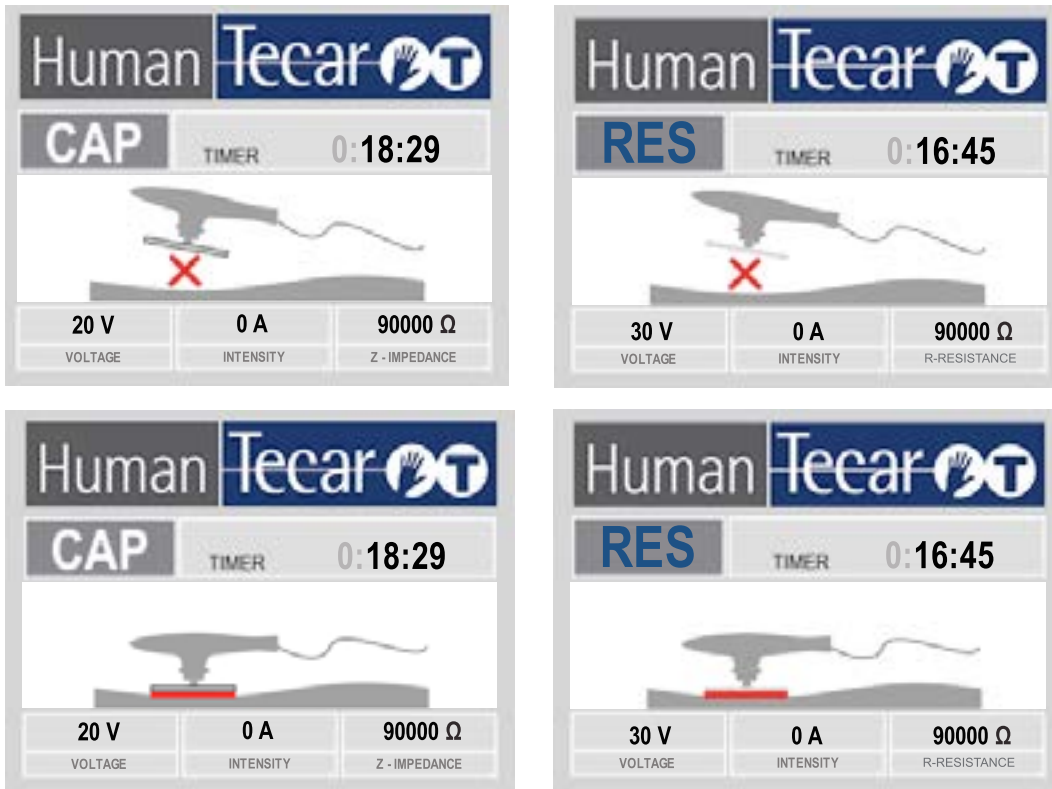 Human Tecar T
CAP TIMER 0:18:29
20 V 0 A 90000 Ω
VOLTAGE INTENSITY Z - IMPEDANCE
Human Tecar T
RES TIMER 0:16:45
30 V 0 A 90000 Ω
VOLTAGE INTENSITY R-RESISTANCE
Human Tecar T
CAP TIMER 0:18:29
20 V 0 A 90000 Ω
VOLTAGE INTENSITY Z - IMPEDANCE
Human Tecar T
RES TIMER 0:16:45
30 V 0 A 90000 Ω
VOLTAGE INTENSITY R-RESISTANCE